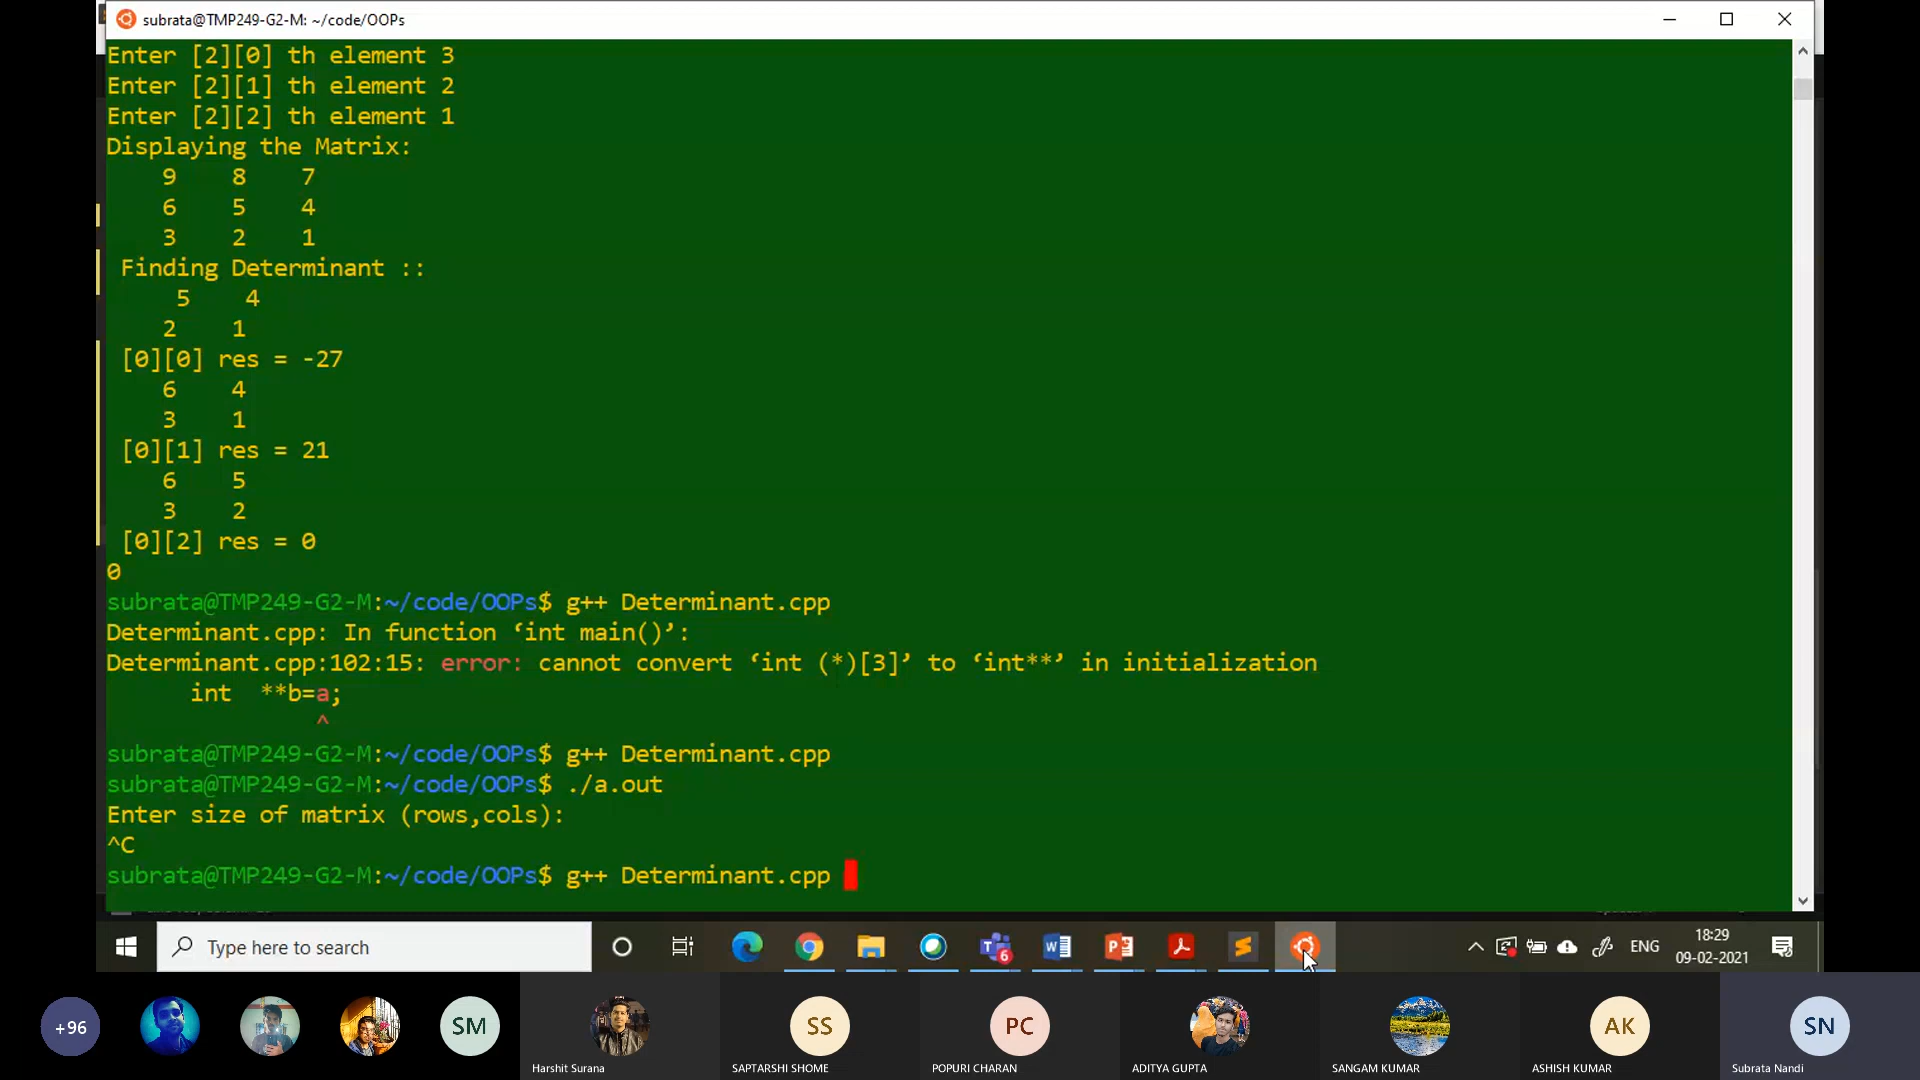 subrata@TMP249-G2-M: ~/code/OOPs
Enter [2][0] th element 3
Enter [2][1] th element 2
Enter [2][2] th element 1
Displaying the Matrix:
9 8 7
6 5 4
3 2 1
Finding Determinant ::
5 4
2 1
[0][0] res = -27
6 4
3 1
[0][1] res = 21
6 5
3 2
[0][2] res = 0
0
subrata@TMP249-G2-M:~/code/OOPs$ g++ Determinant.cpp
Determinant.cpp: In function ‘int main()’:
Determinant.cpp:102:15: error: cannot convert ‘int (*)[3]’ to ‘int**’ in initialization
int **b=a;
^
subrata@TMP249-G2-M:~/code/OOPs$ g++ Determinant.cpp
subrata@TMP249-G2-M:~/code/OOPs$ ./a.out
Enter size of matrix (rows,cols):
^C
subrata@TMP249-G2-M:~/code/OOPs$ g++ Determinant.cpp
Type here to search
6
ENG
18:29
09-02-2021
+96
SM
SS
PC
AK
SN
Harshit Surana
SAPTARSHI SHOME
POPURI CHARAN
ADITYA GUPTA
SANGAM KUMAR
ASHISH KUMAR
Subrata Nandi